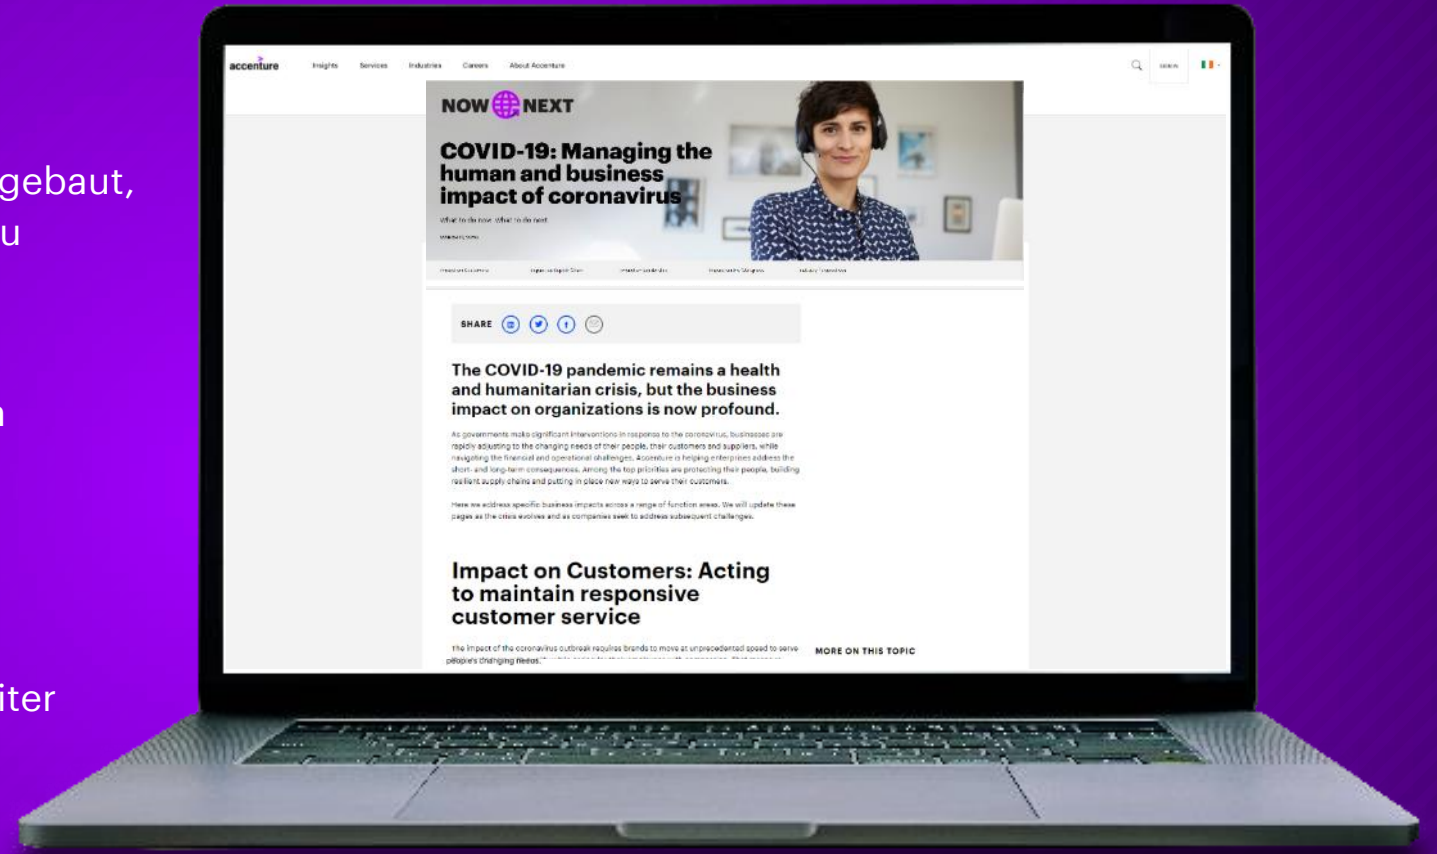 gebaut,
u
n
iter
accenture
Insights Services Industries Careers About Accenture
NOW NEXT
COVID-19: Managing the
human and business
impact of coronavirus
What to do now. What to do next.
SHARE
The COVID-19 pandemic remains a health
and humanitarian crisis, but the business
impact on organizations is now profound.
As governments make significant interventions in response to the coronavirus, businesses are
rapidly adjusting to the changing needs of their people, their customers and suppliers, while
navigating the financial and operational challenges. Accenture is helping enterprises address the
short- and long-term consequences. Among the top priorities are protecting their people, building
resilient supply chains and putting in place new ways to serve their customers.
Here we address specific business impacts across a range of function areas. We will update these
pages as the crisis evolves and as companies seek to address subsequent challenges.
Impact on Customers: Acting
to maintain responsive
customer service
The impact of the coronavirus outbreak requires brands to move at unprecedented speed to serve
people's changing needs.
MORE ON THIS TOPIC